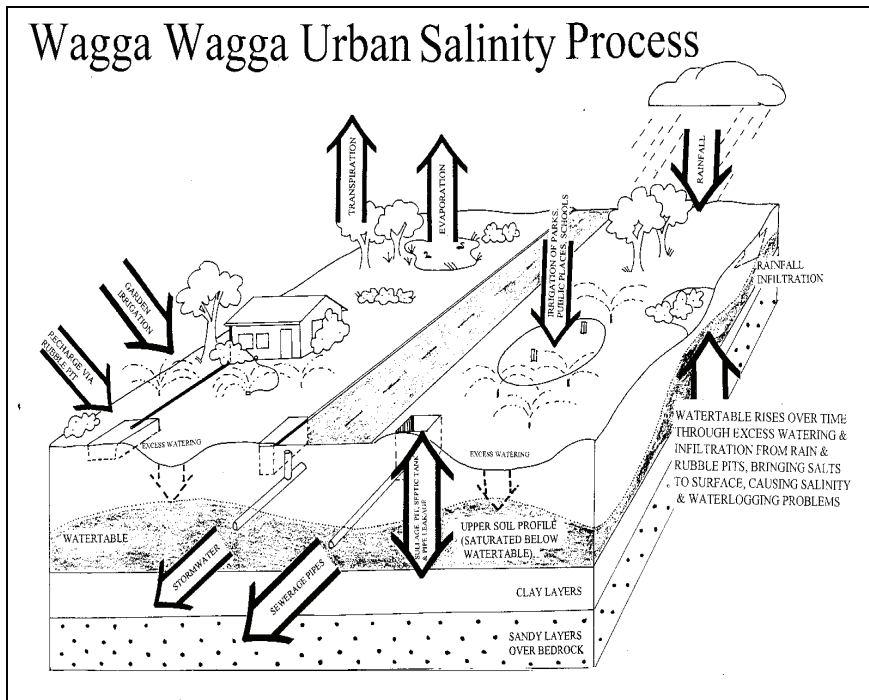 Wagga Wagga Urban Salinity Process
TRANSPIRATION
EVAPORATION
RAINFALL
IRRIGATION OF PARKS,
PUBLIC PLACES, SCHOOLS
GARDEN
IRRIGATION
RECHARGE VIA
RUBBLE PIT
RAINFALL
INFILTRATION
EXCESS WATERING
EXCESS WATERING
WATERTABLE RISES OVER TIME
THROUGH EXCESS WATERING &
INFILTRATION FROM RAIN &
RUBBLE PITS, BRINGING SALTS
TO SURFACE, CAUSING SALINITY
& WATERLOGGING PROBLEMS
WATERTABLE
SULLAGE PIT, SEPTIC TANK
& PIPE LEAKAGE
UPPER SOIL PROFILE
(SATURATED BELOW
WATERTABLE)
STORMWATER
SEWERAGE PIPES
CLAY LAYERS
SANDY LAYERS
OVER BEDROCK